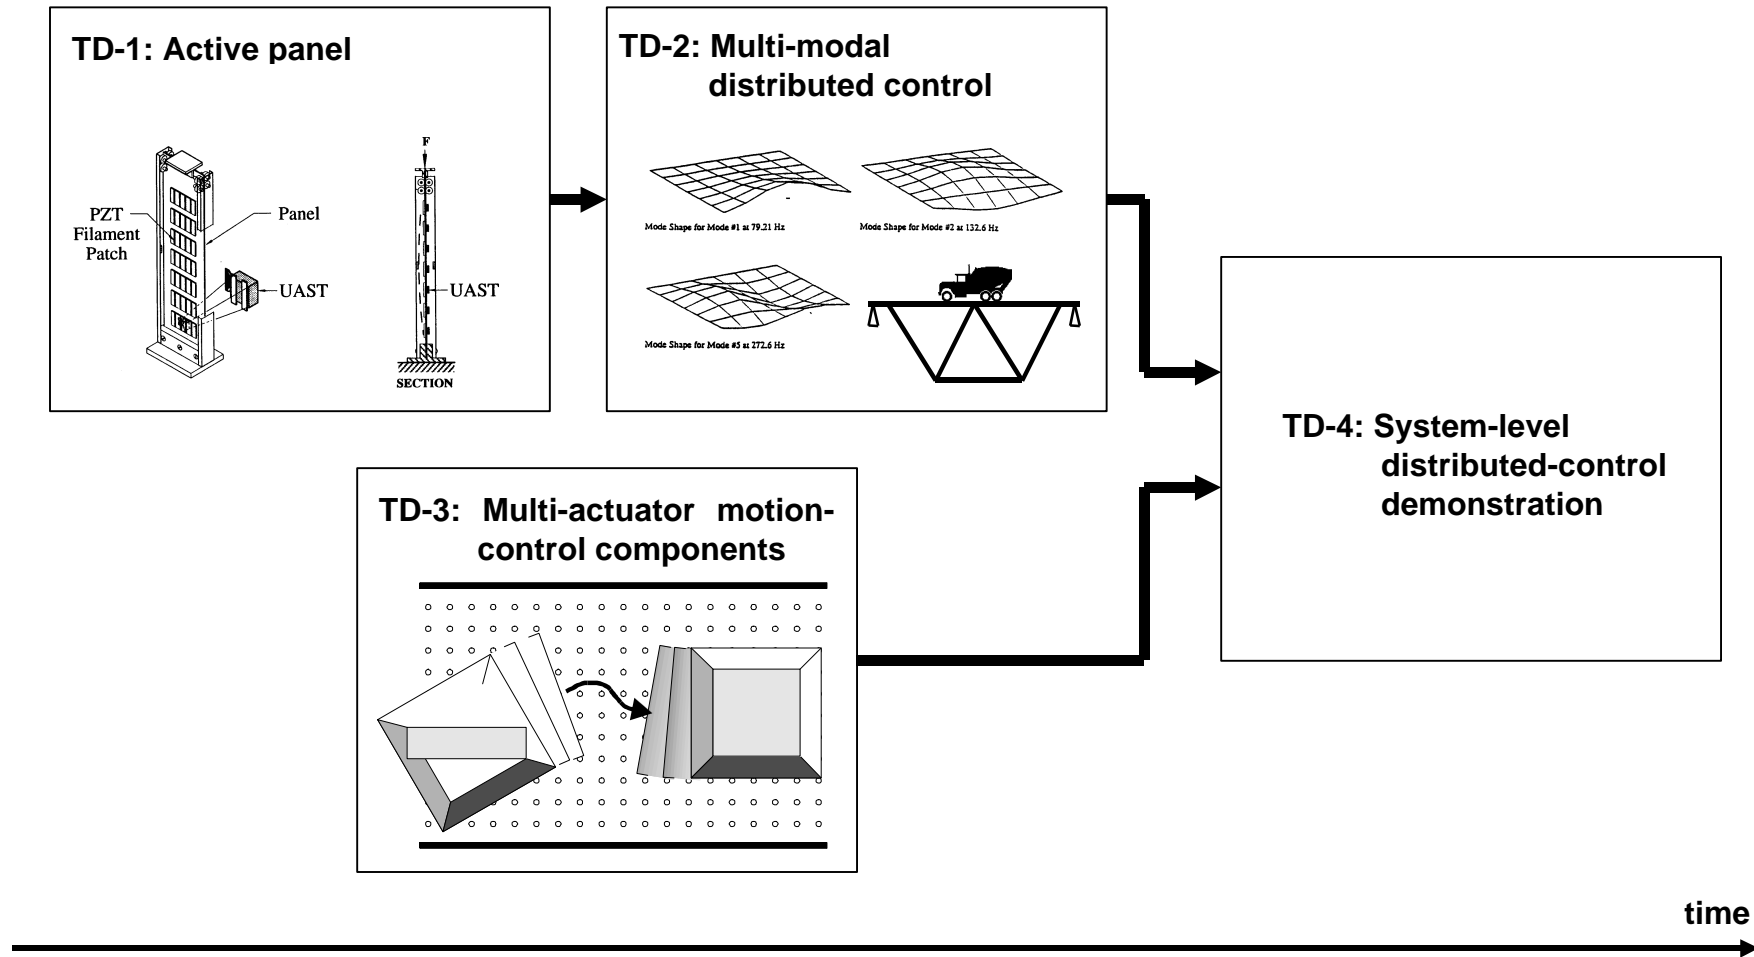 TD-1: Active panel
F
PZT
Filament
Patch
Panel
UAST
UAST
SECTION
TD-2: Multi-modal
distributed control
Mode Shape for Mode #1 at 79.21 Hz
Mode Shape for Mode #2 at 132.6 Hz
Mode Shape for Mode #5 at 272.6 Hz
TD-3: Multi-actuator motion-
control components
TD-4: System-level
distributed-control
demonstration
time